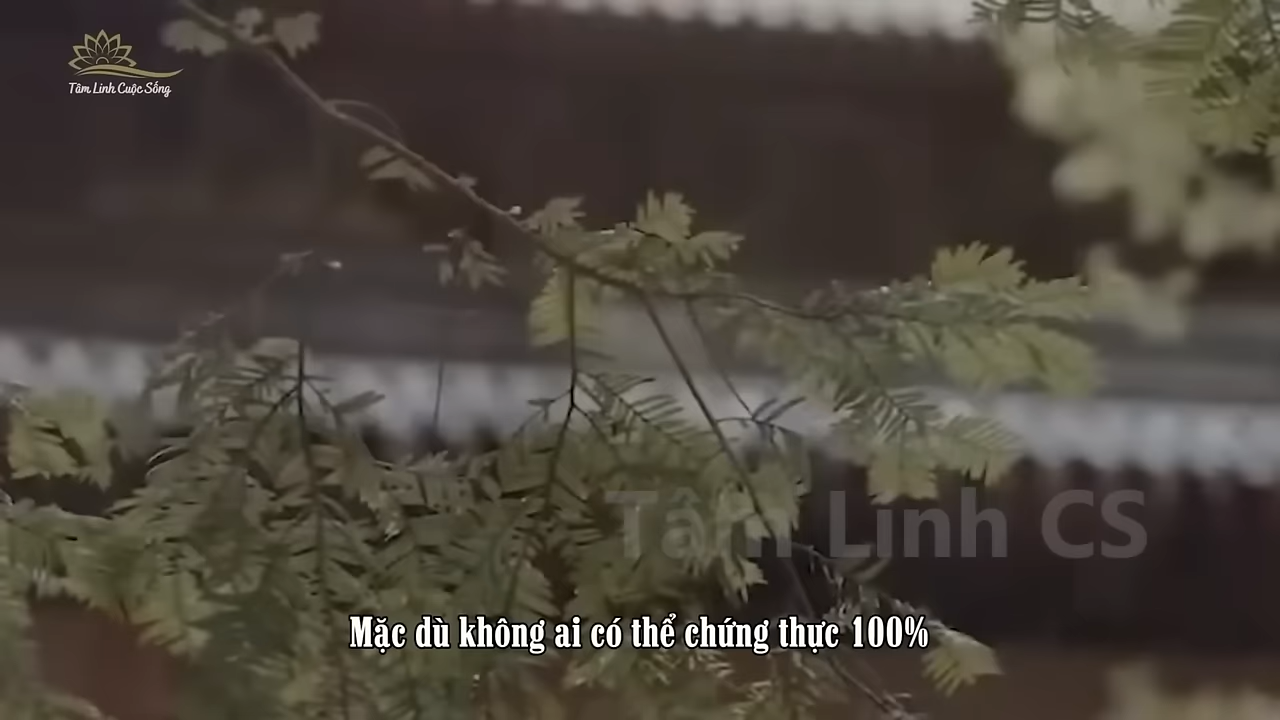 Tâm Linh Cuộc Sống
Tâm Linh CS
Mặc dù không ai có thể chứng thực 100%